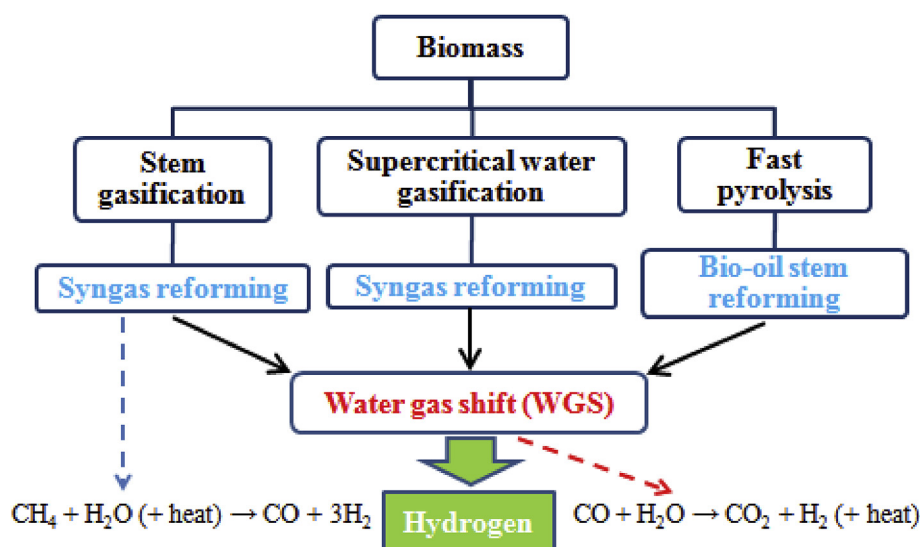 Biomass
Stem
gasification
Supercritical water
gasification
Fast
pyrolysis
Syngas reforming
Syngas reforming
Bio-oil stem
reforming
Water gas shift (WGS)
CH₄ + H₂O (+ heat) → CO + 3H₂
Hydrogen
CO + H₂O → CO₂ + H₂ (+ heat)